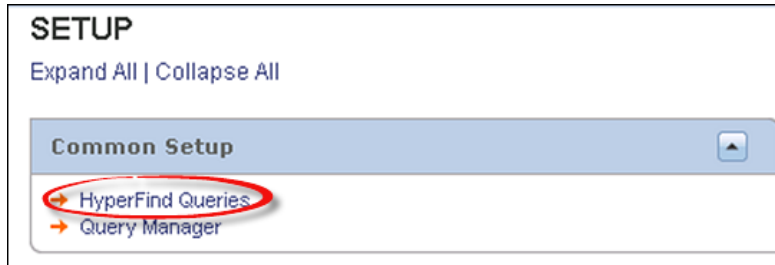 SETUP
Expand All | Collapse All
Common Setup
HyperFind Queries
Query Manager